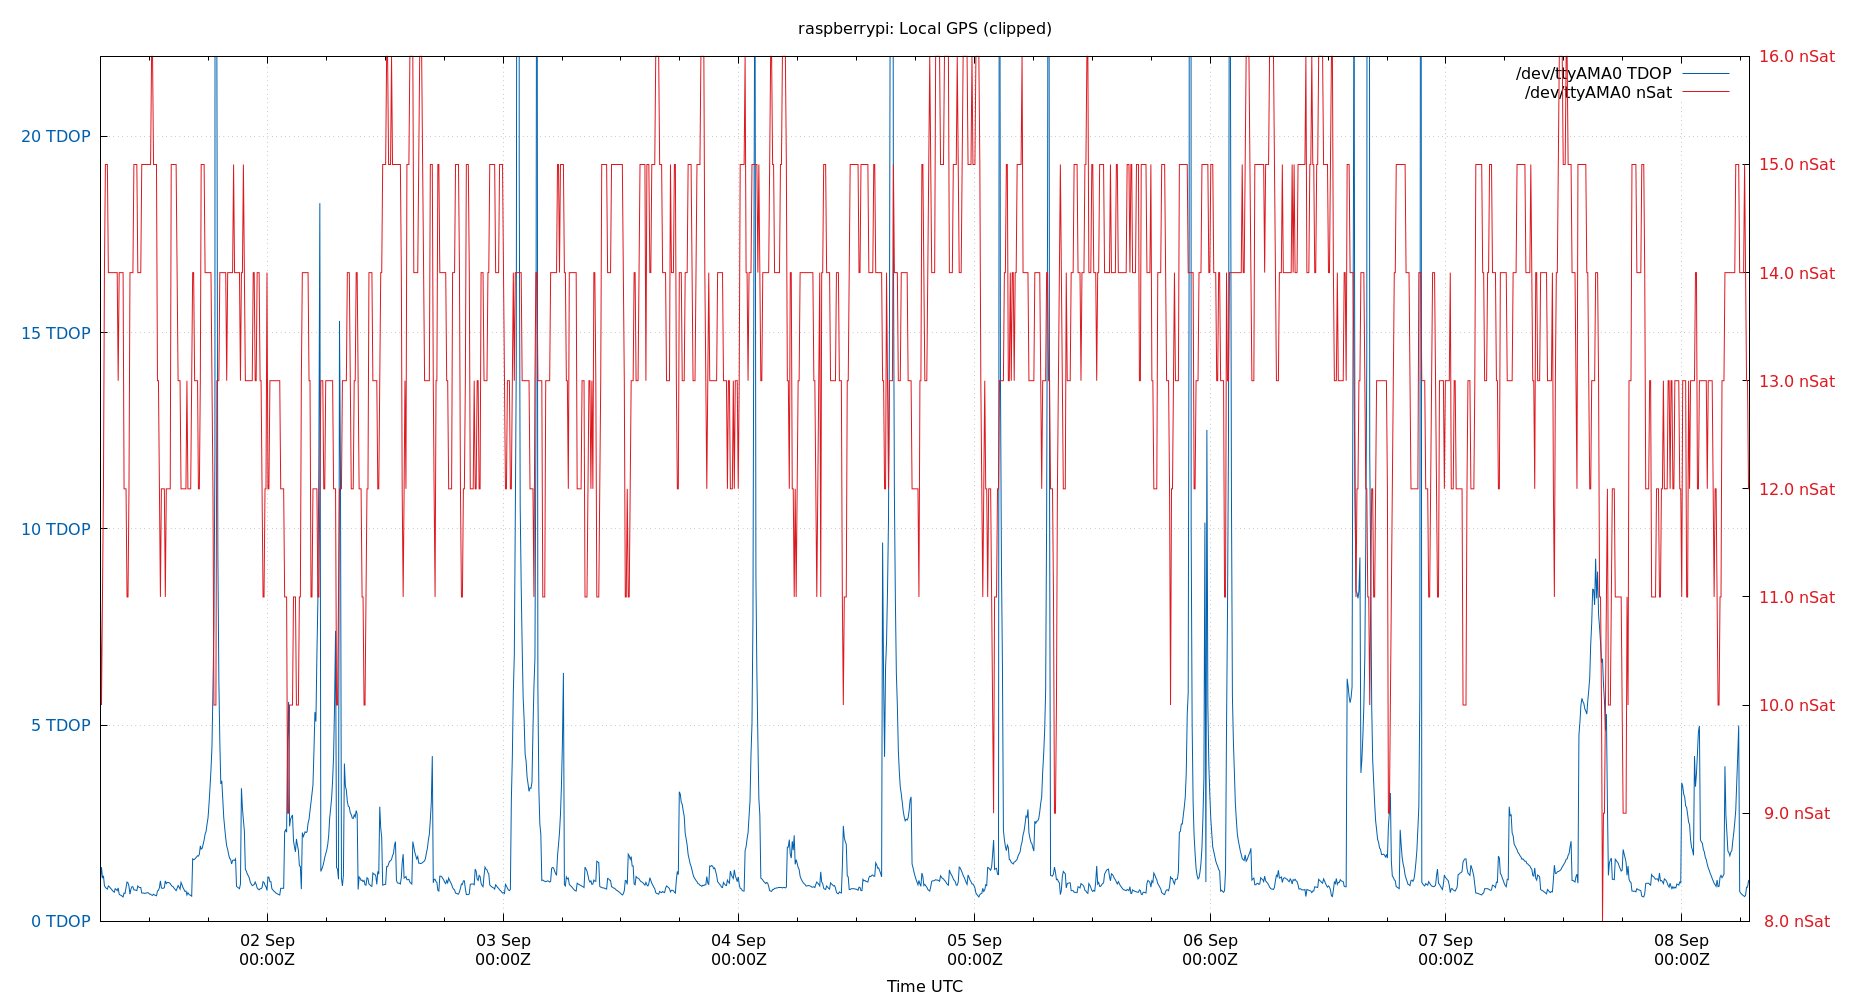 raspberrypi: Local GPS (clipped)
/dev/ttyAMA0 TDOP
/dev/ttyAMA0 nSat
20 TDOP
15 TDOP
10 TDOP
5 TDOP
0 TDOP
16.0 nSat
15.0 nSat
14.0 nSat
13.0 nSat
12.0 nSat
11.0 nSat
10.0 nSat
9.0 nSat
8.0 nSat
02 Sep 03 Sep 04 Sep 05 Sep 06 Sep 07 Sep 08 Sep
00:00Z 00:00Z 00:00Z 00:00Z 00:00Z 00:00Z 00:00Z
Time UTC